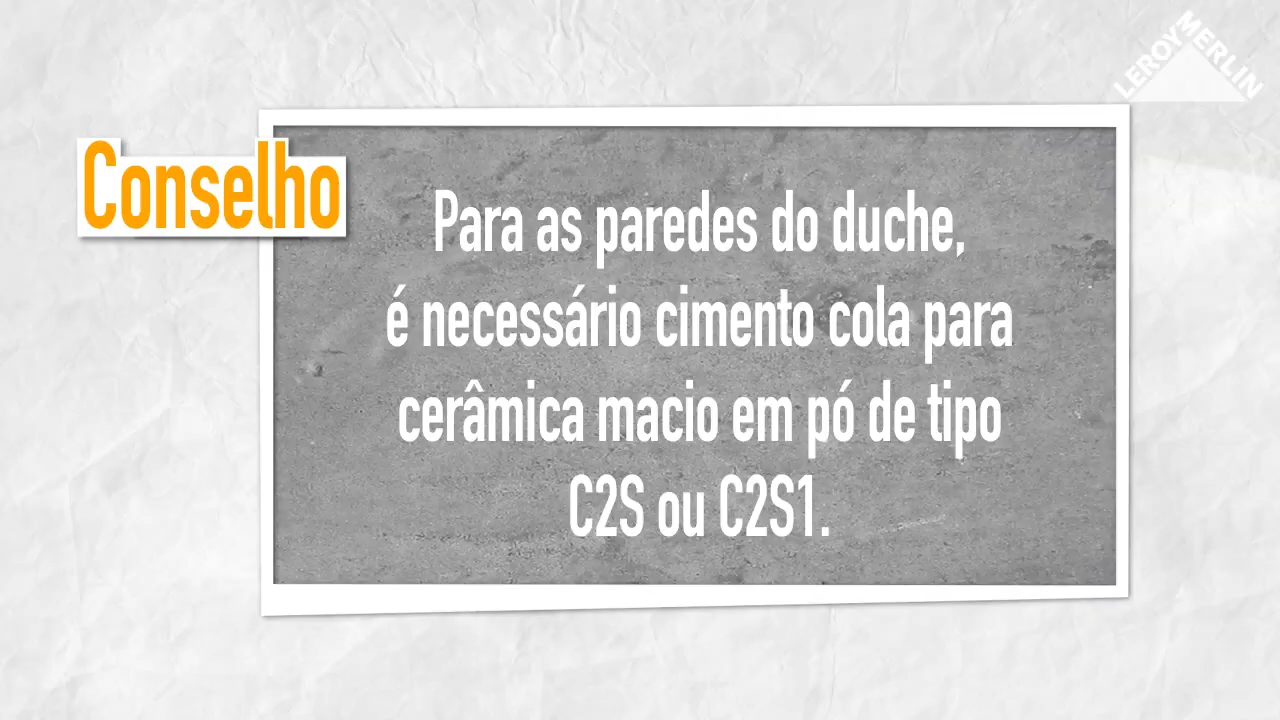 LEROY MERLIN
Conselho
Para as paredes do duche,
é necessário cimento cola para
cerâmica macio em pó de tipo
C2S ou C2S1.